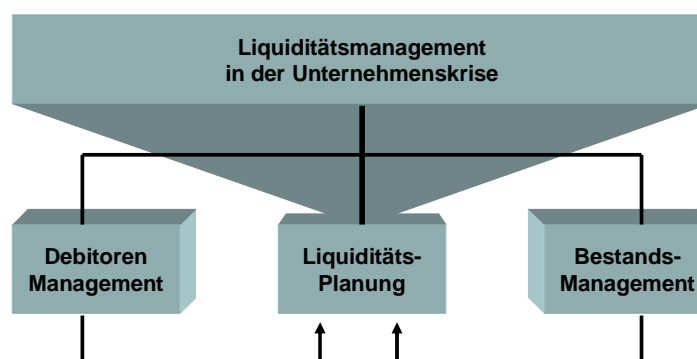 Liquiditätsmanagement
in der Unternehmenskrise
Debitoren
Management
Liquiditäts-
Planung
Bestands-
Management